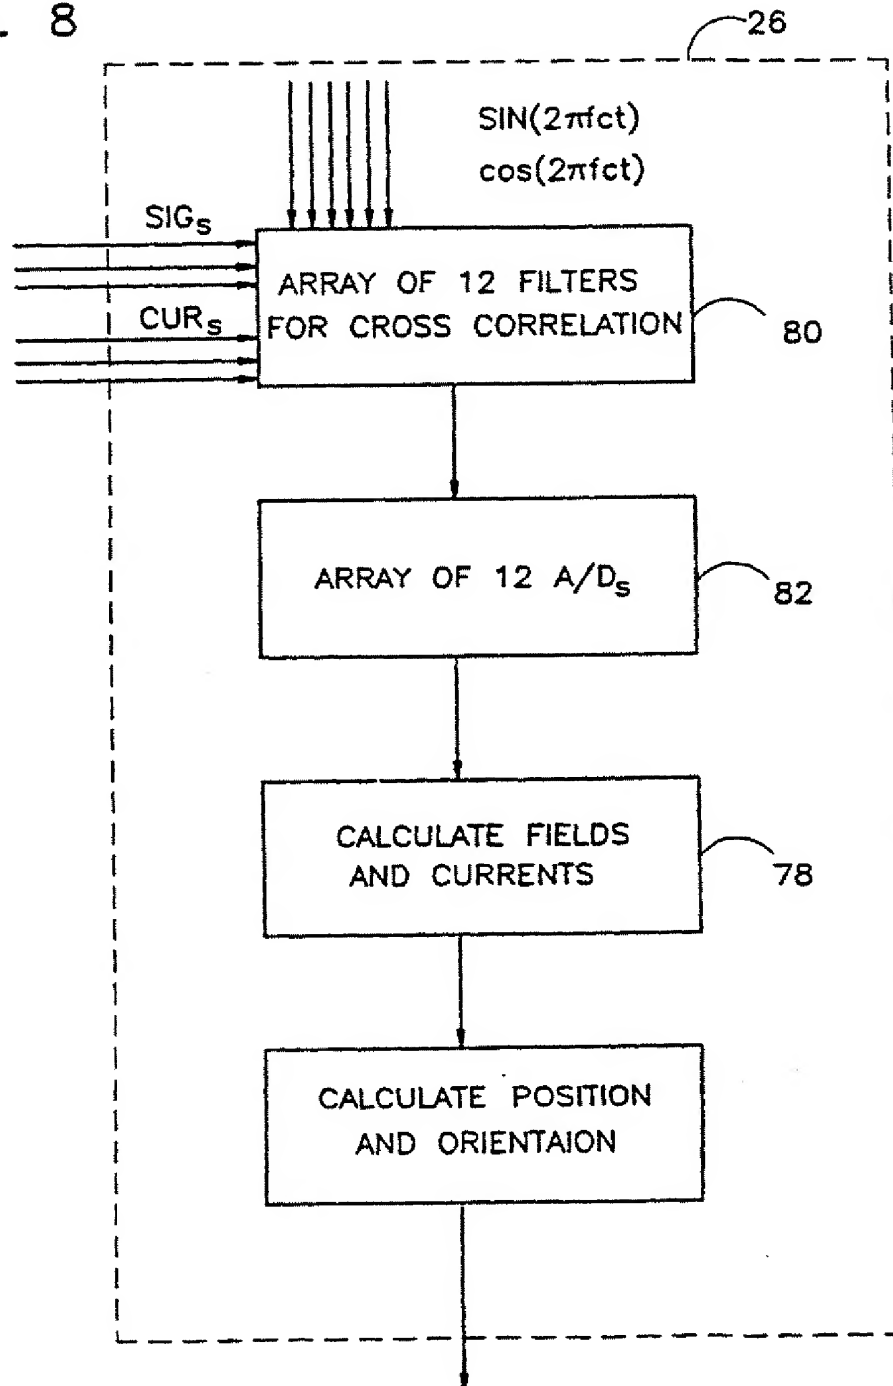 8
26
SIN(2πfct)
cos(2πfct)
SIGs
ARRAY OF 12 FILTERS
FOR CROSS CORRELATION
CURs
80
ARRAY OF 12 A/Ds
82
CALCULATE FIELDS
AND CURRENTS
78
CALCULATE POSITION
AND ORIENTAION